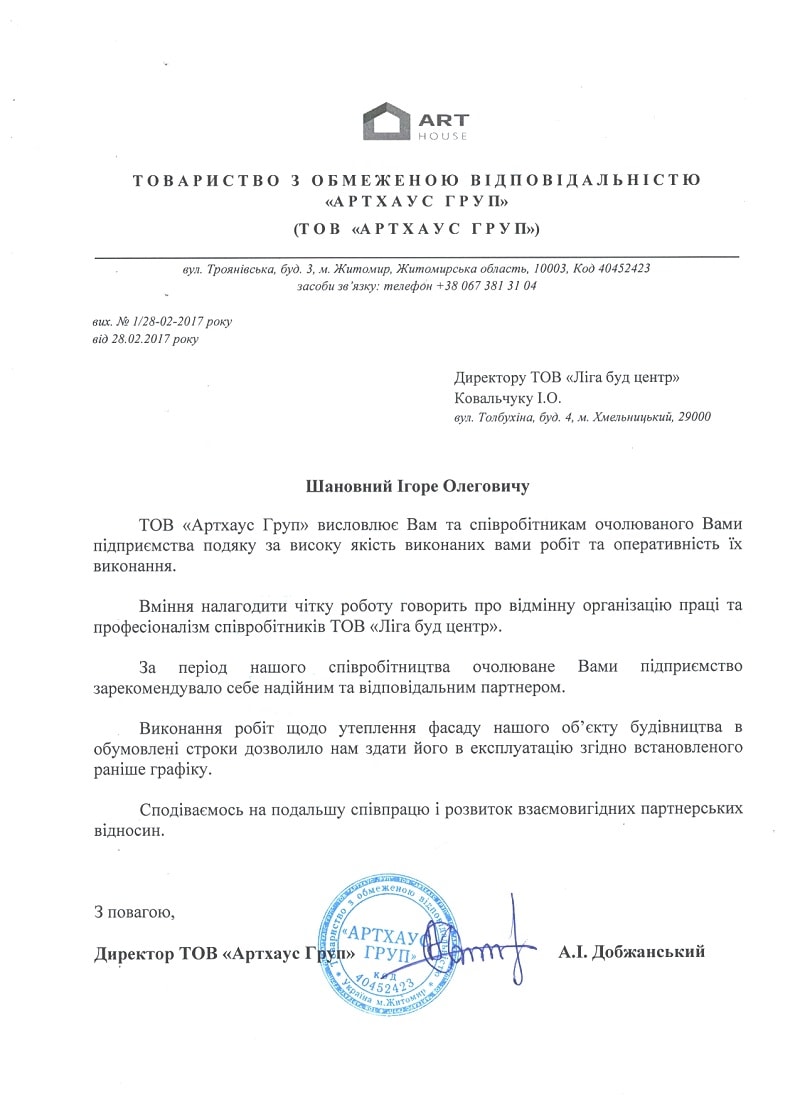 ART
HOUSE
ТОВАРИСТВО З ОБМЕЖЕНОЮ ВІДПОВІДАЛЬНІСТЮ
«АРТХАУС ГРУП»
(ТОВ «АРТХАУС ГРУП»)
вул. Троянівська, буд. 3, м. Житомир, Житомирська область, 10003, Код 40452423
засоби зв’язку: телефон +38 067 381 31 04
вих. № 1/28-02-2017 року
від 28.02.2017 року
Директору ТОВ «Ліга буд центр»
Ковальчуку І.О.
вул. Толбухіна, буд. 4, м. Хмельницький, 29000
Шановний Ігоре Олеговичу
ТОВ «Артхаус Груп» висловлює Вам та співробітникам очолюваного Вами
підприємства подяку за високу якість виконаних вами робіт та оперативність їх
виконання.
Вміння налагодити чітку роботу говорить про відмінну організацію праці та
професіоналізм співробітників ТОВ «Ліга буд центр».
За період нашого співробітництва очолюване Вами підприємство
зарекомендувало себе надійним та відповідальним партнером.
Виконання робіт щодо утеплення фасаду нашого об’єкту будівництва в
обумовлені строки дозволило нам здати його в експлуатацію згідно встановленого
раніше графіку.
Сподіваємось на подальшу співпрацю і розвиток взаємовигідних партнерських
відносин.
З повагою,
Директор ТОВ «Артхаус Груп»
А.І. Добжанський
Товариство з обмеженою відповідальністю
«АРТХАУС
ГРУП»
код
40452423
* Україна м.Житомир *